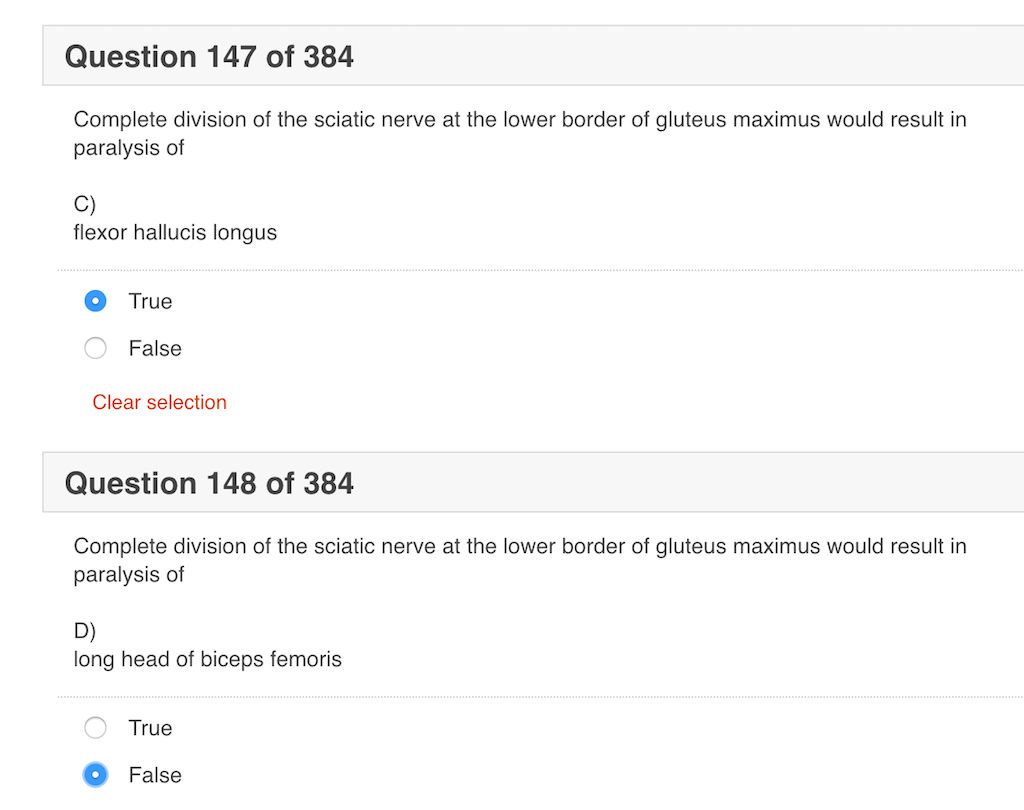 Question 147 of 384
Complete division of the sciatic nerve at the lower border of gluteus maximus would result in
paralysis of
C)
flexor hallucis longus
True
False
Clear selection
Question 148 of 384
Complete division of the sciatic nerve at the lower border of gluteus maximus would result in
paralysis of
D)
long head of biceps femoris
True
False